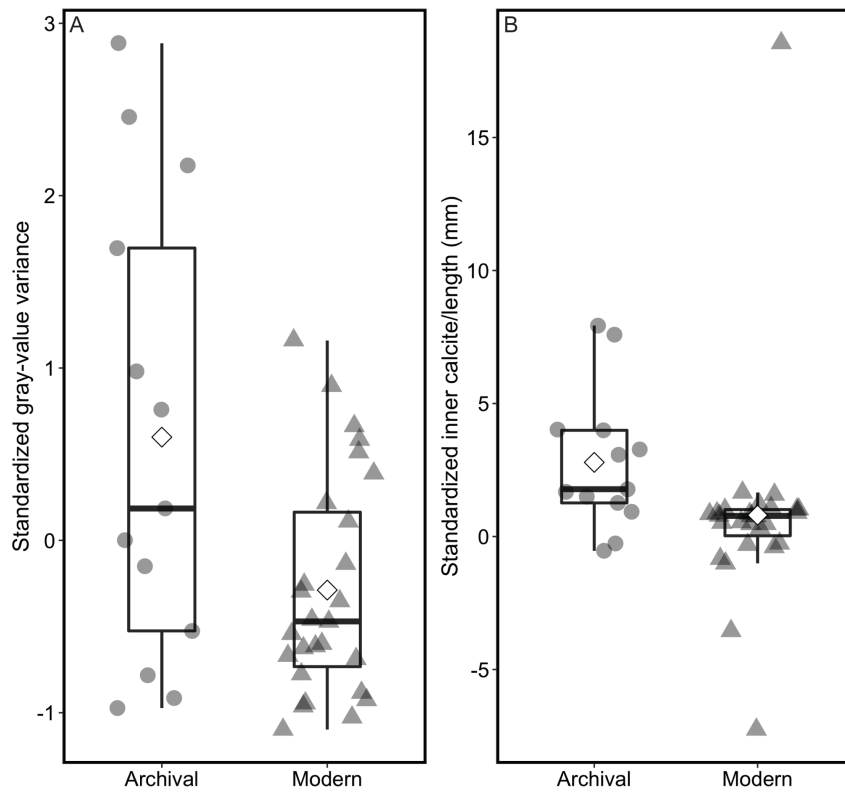 A
Standardized gray-value variance
3
2
1
0
-1
Archival Modern
B
Standardized inner calcite/length (mm)
15
10
5
0
-5
Archival Modern